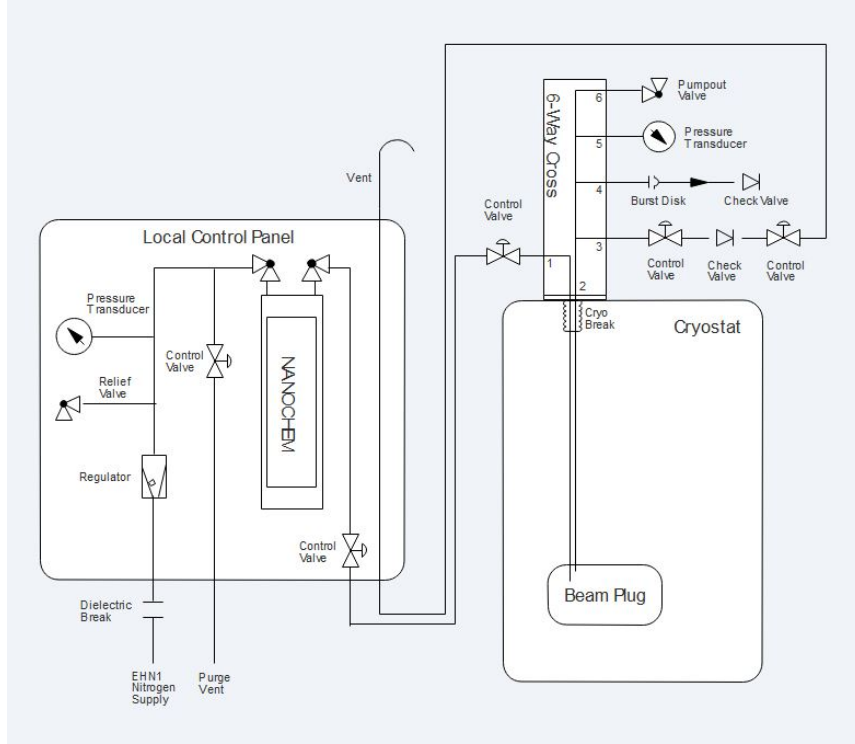 Pumpout
Valve
6
6-Way Cross
Pressure
Transducer
5
Vent
4
Burst Disk
Check Valve
Control
Valve
3
Local Control Panel
1
Control
Valve
Check
Valve
Control
Valve
2
Pressure
Transducer
Cryo
Break
Cryostat
Control
Valve
Relief
Valve
NANOCHEM
Regulator
Control
Valve
Beam Plug
Dielectric
Break
EHN1
Nitrogen
Supply
Purge
Vent